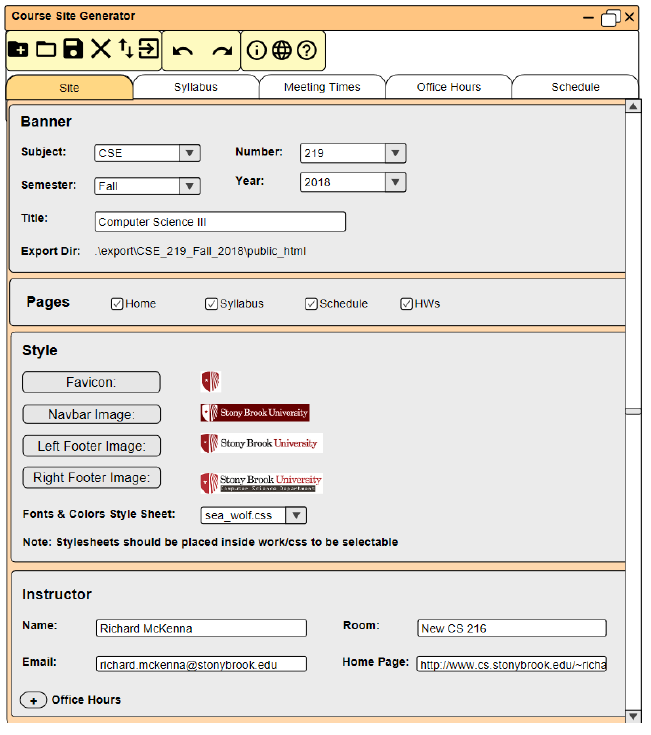 Course Site Generator
Site Syllabus Meeting Times Office Hours Schedule
Banner
Subject: CSE Number: 219
Semester: Fall Year: 2018
Title: Computer Science III
Export Dir: .\export\CSE_219_Fall_2018\public_html
Pages Home Syllabus Schedule HWs
Style
Favicon:
Navbar Image: Stony Brook University
Left Footer Image: Stony Brook University
Right Footer Image: Stony Brook University
Computer Science Department
Fonts & Colors Style Sheet: sea_wolf.css
Note: Stylesheets should be placed inside work/css to be selectable
Instructor
Name: Richard McKenna Room: New CS 216
Email: richard.mckenna@stonybrook.edu Home Page: http://www.cs.stonybrook.edu/~richa
+ Office Hours